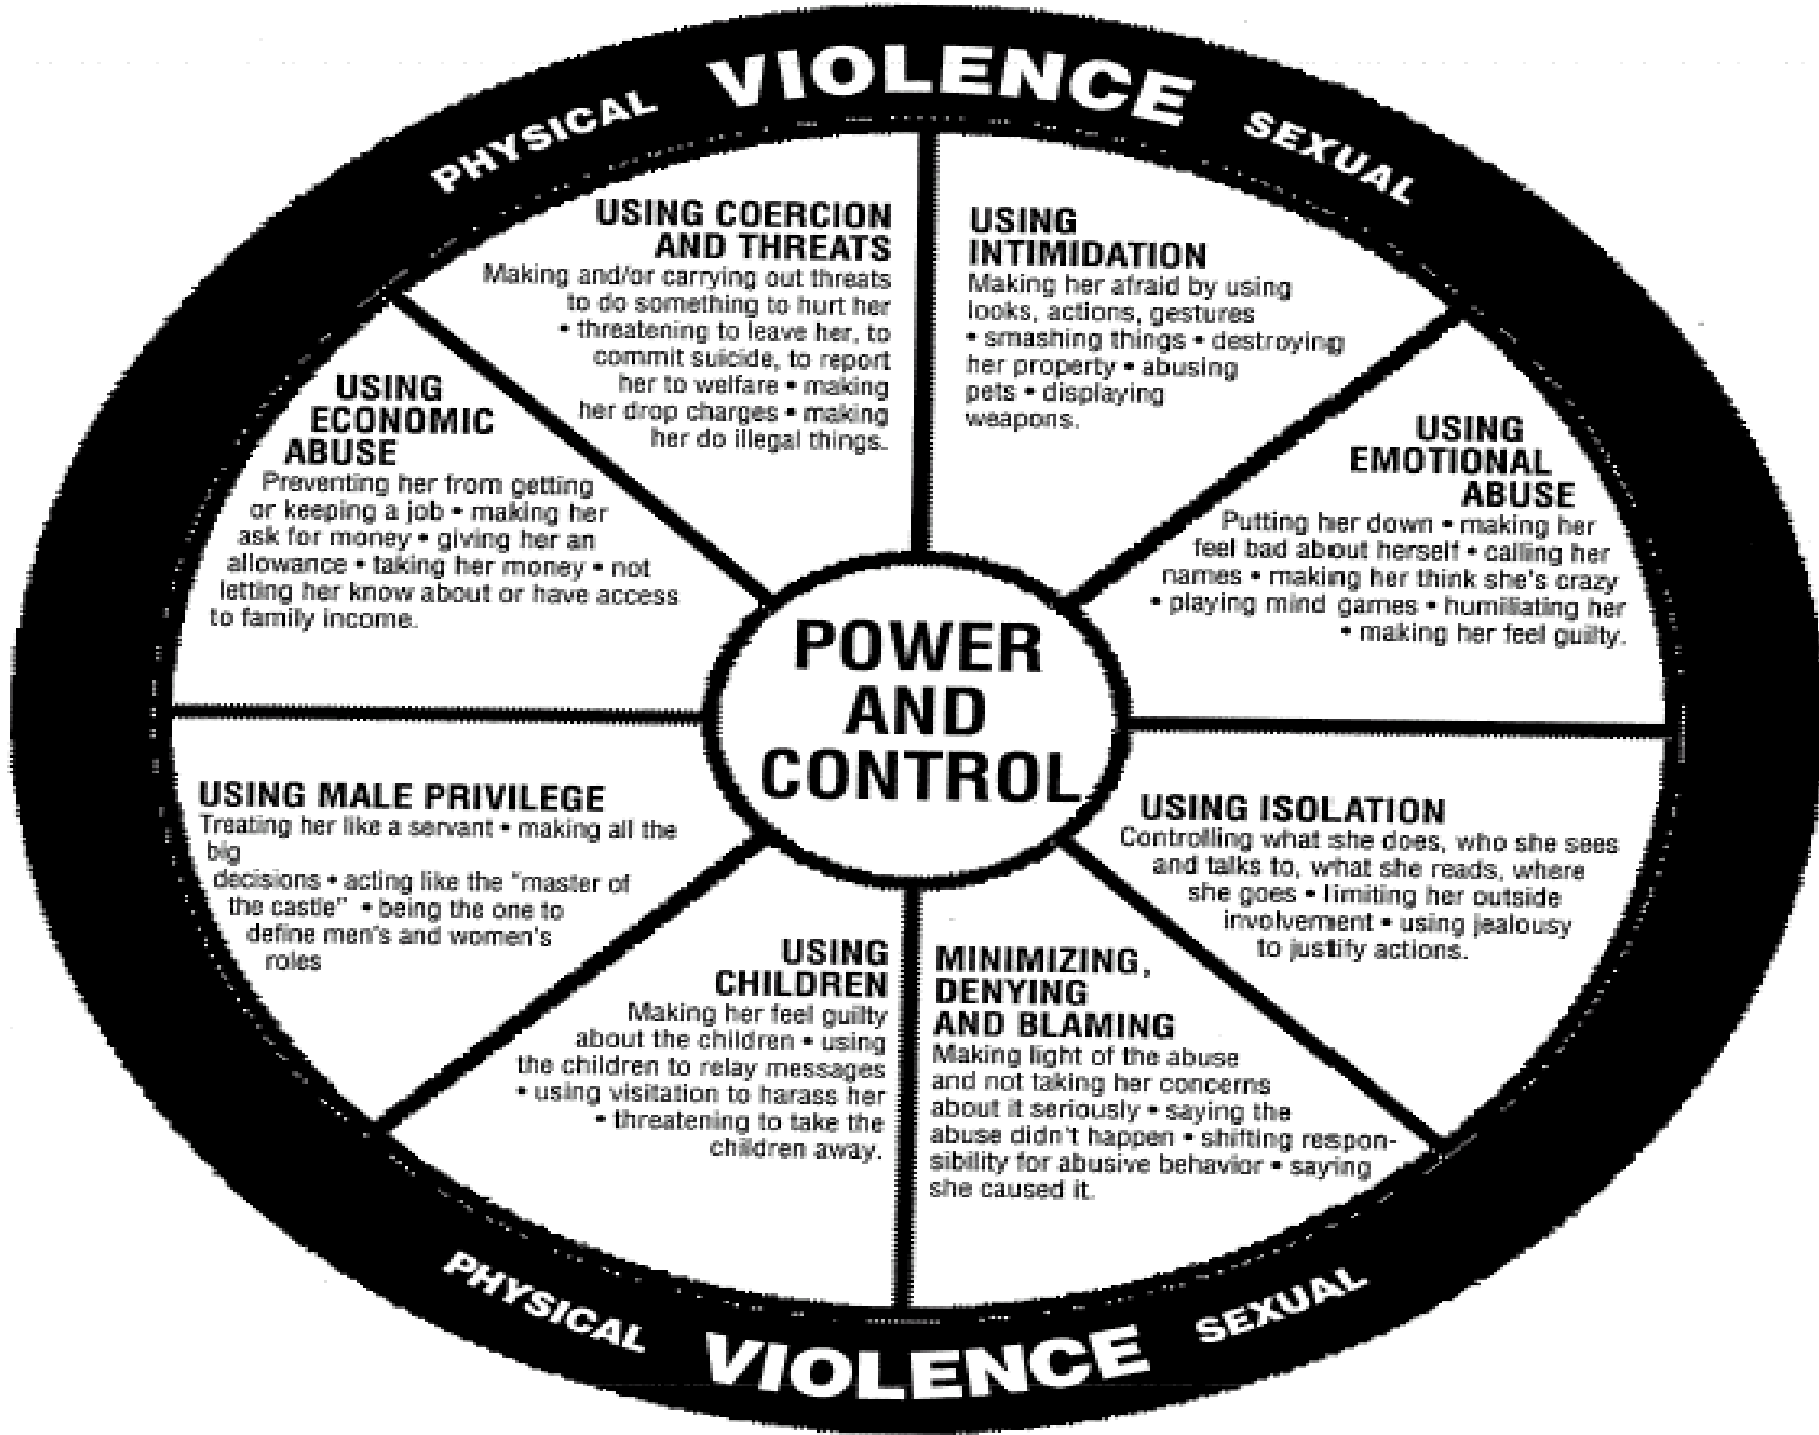 PHYSICAL VIOLENCE SEXUAL
USING COERCION
AND THREATS
Making and/or carrying out threats
to do something to hurt her
• threatening to leave her, to
commit suicide, to report
her to welfare • making
her drop charges • making
her do illegal things.
USING
INTIMIDATION
Making her afraid by using
looks, actions, gestures
• smashing things • destroying
her property • abusing
pets • displaying
weapons.
USING
ECONOMIC
ABUSE
Preventing her from getting
or keeping a job • making her
ask for money • giving her an
allowance • taking her money • not
letting her know about or have access
to family income.
USING
EMOTIONAL
ABUSE
Putting her down • making her
feel bad about herself • calling her
names • making her think she's crazy
• playing mind games • humiliating her
• making her feel guilty.
POWER
AND
CONTROL
USING MALE PRIVILEGE
Treating her like a servant • making all the
big
decisions • acting like the "master of
the castle" • being the one to
define men's and women's
roles
USING ISOLATION
Controlling what she does, who she sees
and talks to, what she reads, where
she goes • limiting her outside
involvement • using jealousy
to justify actions.
USING
CHILDREN
Making her feel guilty
about the children • using
the children to relay messages
• using visitation to harass her
• threatening to take the
children away.
MINIMIZING,
DENYING
AND BLAMING
Making light of the abuse
and not taking her concerns
about it seriously • saying the
abuse didn't happen • shifting respon-
sibility for abusive behavior • saying
she caused it.
PHYSICAL VIOLENCE SEXUAL